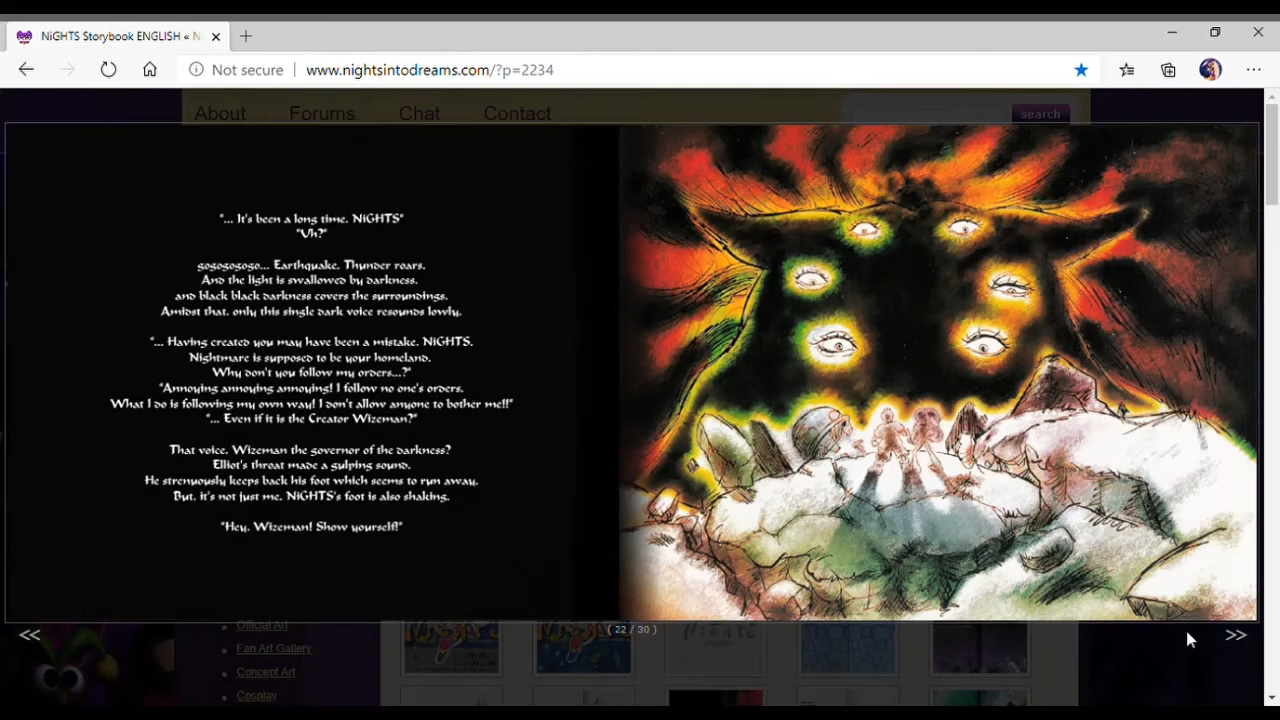 NiGHTS Storybook ENGLISH « N
Not secure
www.nightsintodreams.com/?p=2234
About
Forums
Chat
Contact
search
"... It's been a long time. NiGHTS"
"Uh?"
gogogogogo... Earthquake. Thunder roars.
And the light is swallowed by darkness.
and black black darkness covers the surroundings.
Amidst that. only this single dark voice resounds lowly.
"... Having created you may have been a mistake. NiGHTS.
Nightmare is supposed to be your homeland.
Why don't you follow my orders...?"
"Annoying annoying annoying! I follow no one's orders.
What I do is following my own way! I don't allow anyone to bother me!!"
"... Even if it is the Creator Wizeman?"
That voice. Wizeman the governor of the darkness?
Elliot's throat made a gulping sound.
He strenuously keeps back his foot which seems to run away.
But. it's not just me. NiGHTS's foot is also shaking.
"Hey. Wizeman! Show yourself!"
( 22 / 30 )
Official Art
Fan Art Gallery
Concept Art
Cosplay